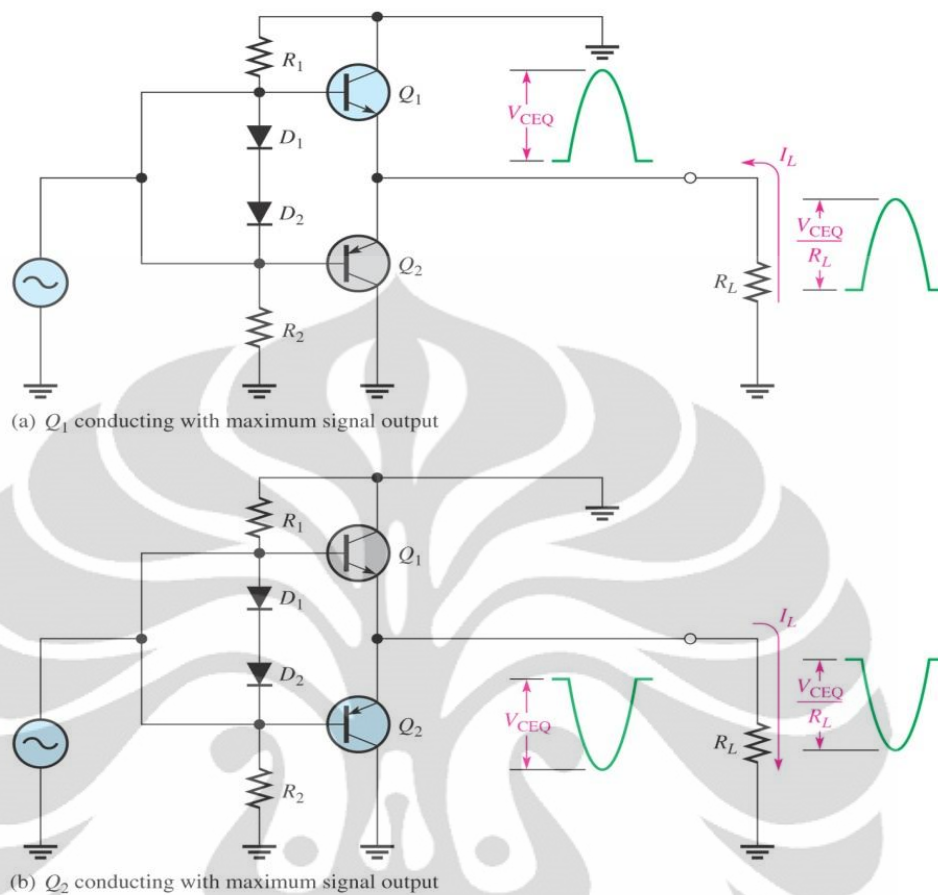 R1
Q1
VCEQ
D1
IL
D2
VCEQ
RL
Q2
RL
R2
(a) Q1 conducting with maximum signal output
R1
Q1
D1
IL
D2
VCEQ
VCEQ
RL
Q2
RL
R2
(b) Q2 conducting with maximum signal output